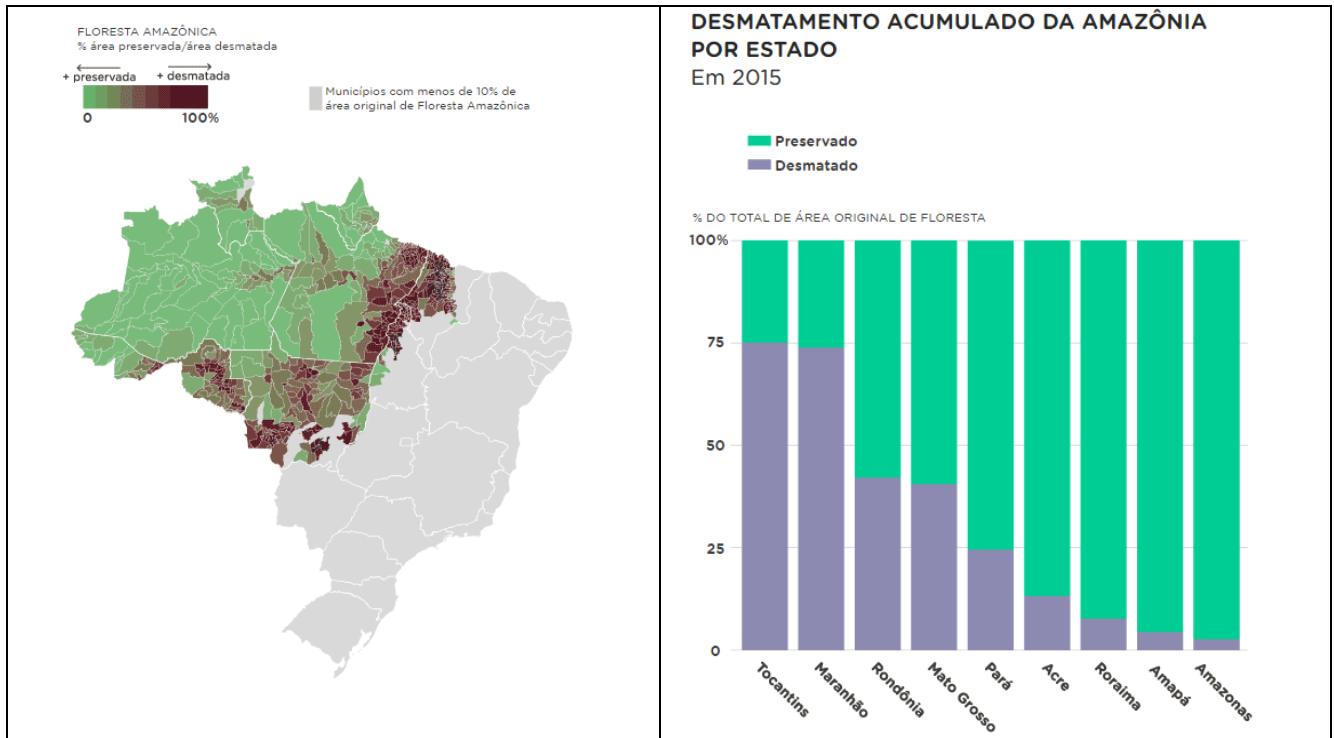 FLORESTA AMAZÔNICA
% área preservada/área desmatada
+ preservada + desmatada
0 100%
Municípios com menos de 10% de
área original de Floresta Amazônica
DESMATAMENTO ACUMULADO DA AMAZÔNIA
POR ESTADO
Em 2015
Preservado
Desmatado
% DO TOTAL DE ÁREA ORIGINAL DE FLORESTA
100%
75
50
25
0
Tocantins
Maranhão
Rondônia
Mato Grosso
Pará
Acre
Roraima
Amapá
Amazonas